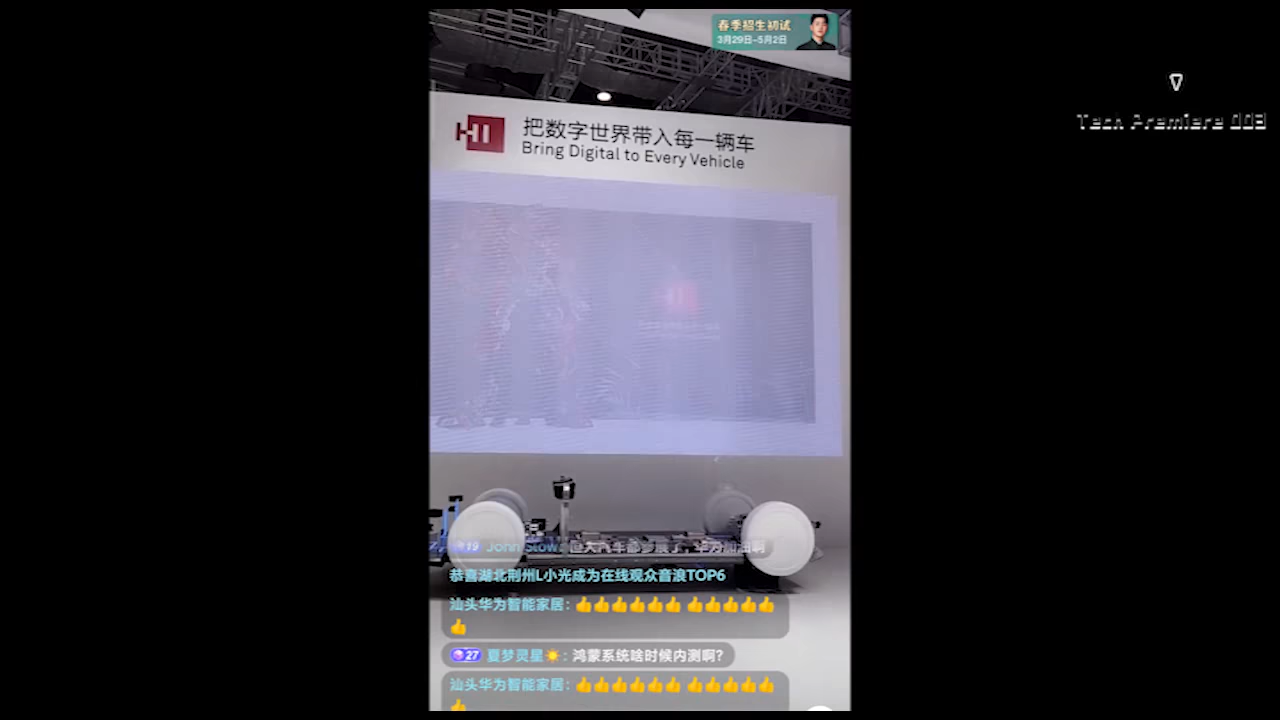 春季招生初试
3月29日-5月2日
HI
把数字世界带入每一辆车
Bring Digital to Every Vehicle
Tech Premiere 003
19 John Stow
恭喜湖北荆州L小光成为在线观众音浪TOP6
汕头华为智能家居：👍👍👍👍👍👍 👍👍👍👍👍
👍
27 夏梦灵星☀️：鸿蒙系统啥时候内测啊？
汕头华为智能家居：👍👍👍👍👍👍 👍👍👍👍👍
👍